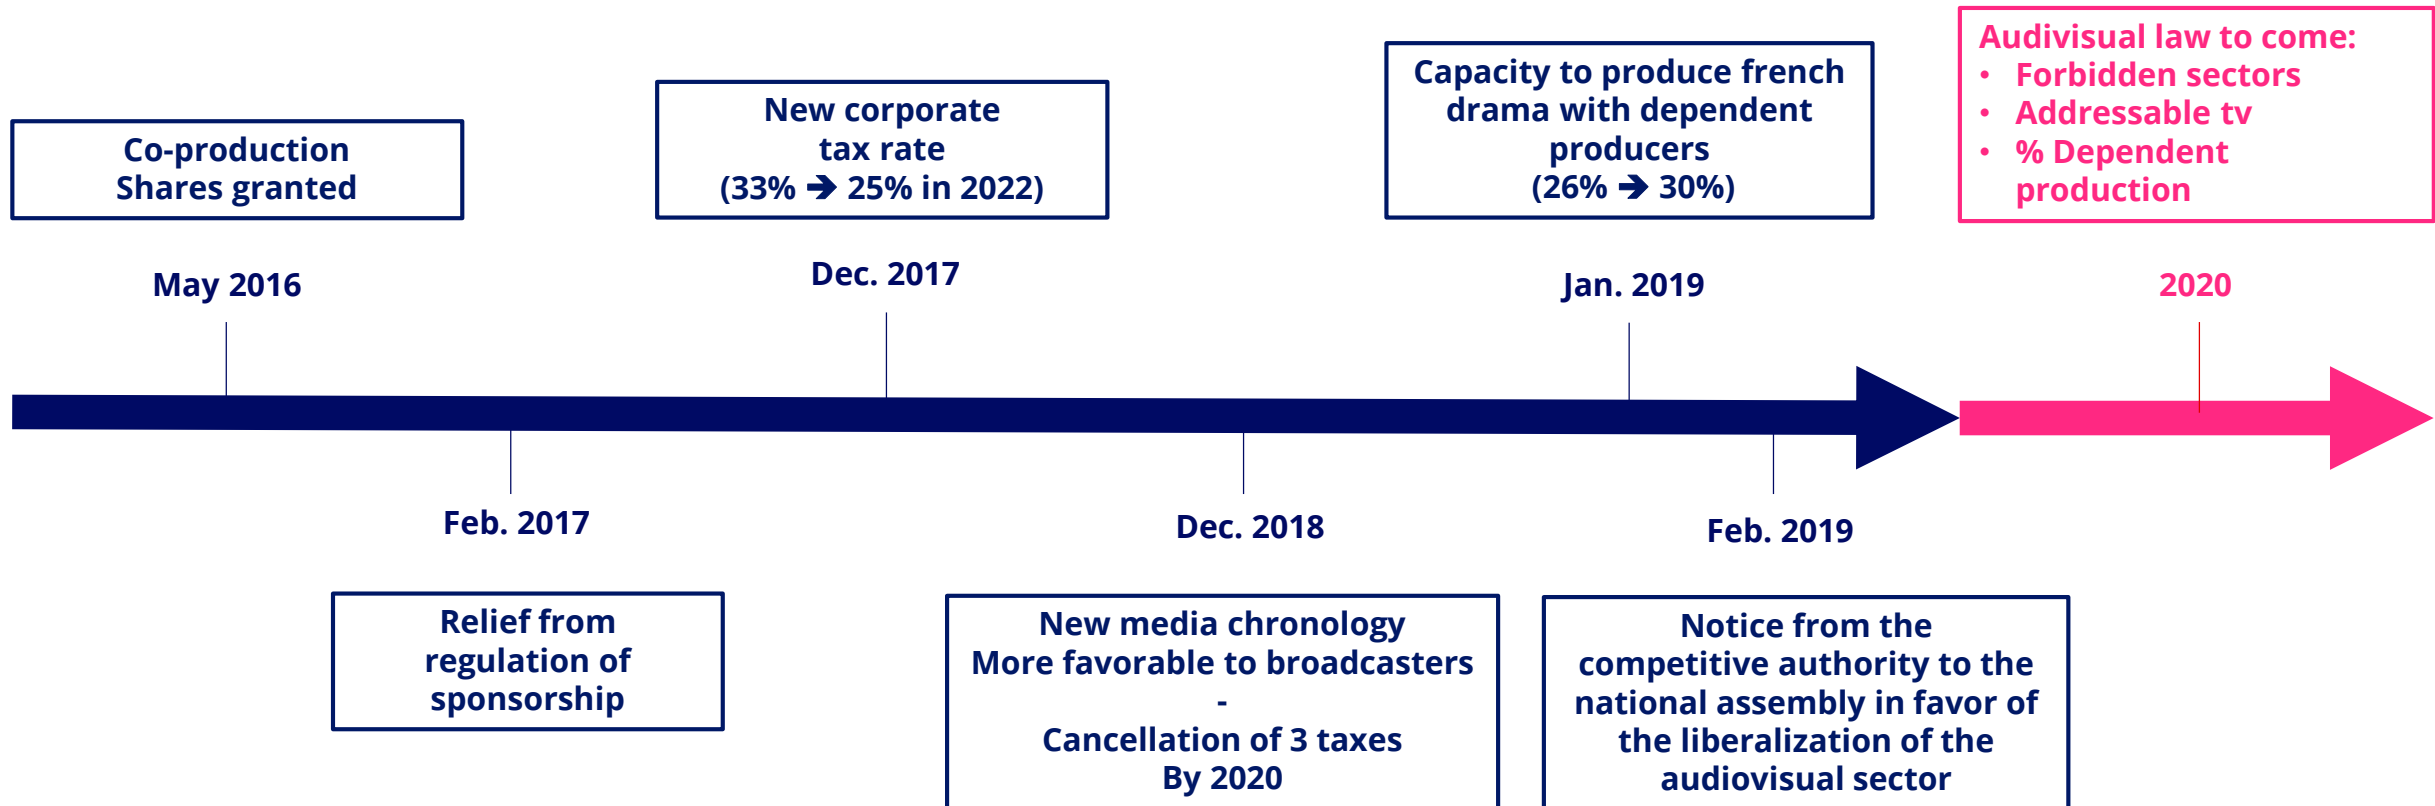 Co-production
Shares granted
May 2016
New corporate
tax rate
(33% ➔ 25% in 2022)
Dec. 2017
Capacity to produce french
drama with dependent
producers
(26% ➔ 30%)
Jan. 2019
Audivisual law to come:
• Forbidden sectors
• Addressable tv
• % Dependent
production
2020
Feb. 2017
Relief from
regulation of
sponsorship
Dec. 2018
New media chronology
More favorable to broadcasters
-
Cancellation of 3 taxes
By 2020
Feb. 2019
Notice from the
competitive authority to the
national assembly in favor of
the liberalization of the
audiovisual sector